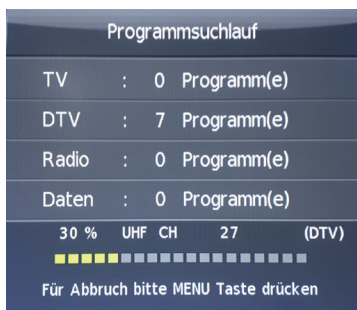 Programmsuchlauf
TV : 0 Programm(e)
DTV : 7 Programm(e)
Radio : 0 Programm(e)
Daten : 0 Programm(e)
30 % UHF CH 27 (DTV)
Für Abbruch bitte MENU Taste drücken